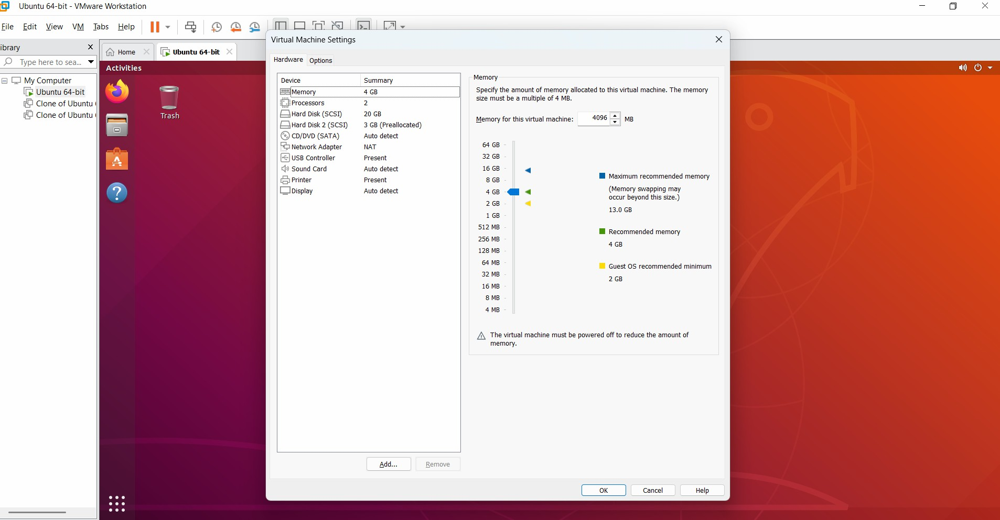 Ubuntu 64-bit - VMware Workstation
File Edit View VM Tabs Help
ibrary
Type here to sea...
My Computer
Ubuntu 64-bit
Clone of Ubuntu
Clone of Ubuntu
Home
Ubuntu 64-bit
Activities
Trash
Virtual Machine Settings
Hardware Options
Device Summary
Memory 4 GB
Processors 2
Hard Disk (SCSI) 20 GB
Hard Disk 2 (SCSI) 3 GB (Preallocated)
CD/DVD (SATA) Auto detect
Network Adapter NAT
USB Controller Present
Sound Card Auto detect
Printer Present
Display Auto detect
Add... Remove
Memory
Specify the amount of memory allocated to this virtual machine. The memory
size must be a multiple of 4 MB.
Memory for this virtual machine: 4096 MB
64 GB
32 GB
16 GB
8 GB
4 GB
2 GB
1 GB
512 MB
256 MB
128 MB
64 MB
32 MB
16 MB
8 MB
4 MB
Maximum recommended memory
(Memory swapping may
occur beyond this size.)
13.0 GB
Recommended memory
4 GB
Guest OS recommended minimum
2 GB
The virtual machine must be powered off to reduce the amount of
memory.
OK Cancel Help